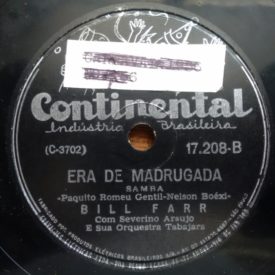 Continental
Indústria Brasileira
(C-3702)
17.208-B
ERA DE MADRUGADA
SAMBA
-Paquito Romeu Gentil-Nelson Boéxi-
BILL FARR
Com Severino Araujo
E Sua Orquestra Tabajara